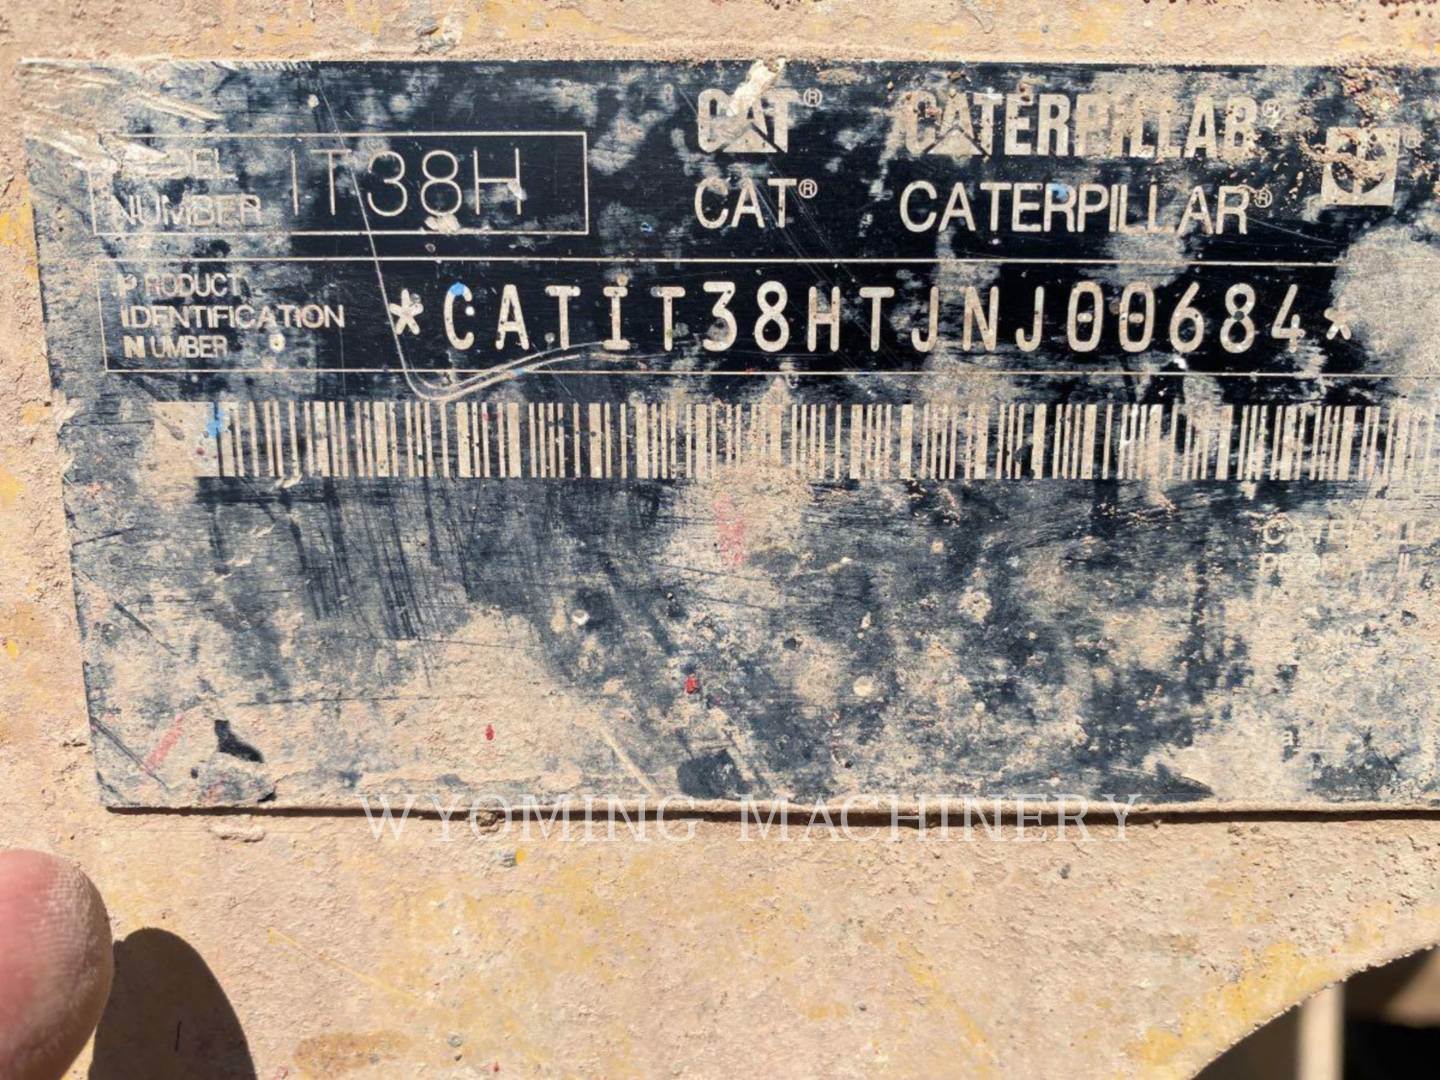 MODEL NUMBER IT38H
CAT® CATERPILLAR®
CAT® CATERPILLAR®
PRODUCT IDENTIFICATION NUMBER *CATIT38HTJNJ00684*
WYOMING MACHINERY